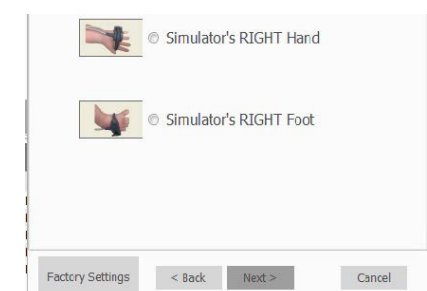 Simulator's RIGHT Hand
Simulator's RIGHT Foot
Factory Settings < Back Next > Cancel